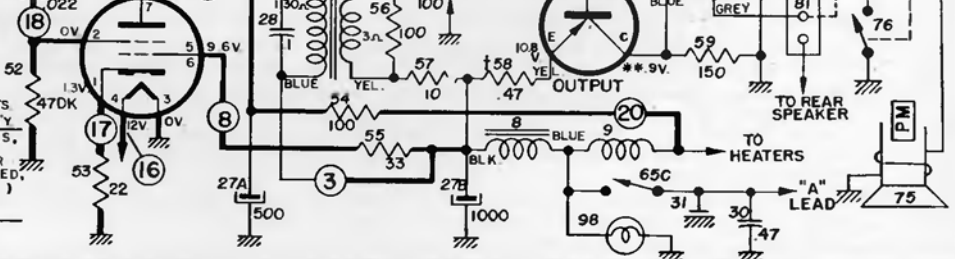 .022
18
0V.
2
7
5
6
9.6V.
28
.1
130Ω
3Ω
56
100
100
E
C
10.8
V
YEL.
OUTPUT
BLUE
**.9V.
59
150
GREY
81
76
52
47DK
1.3V.
1
4
3
12V.
0V.
17
16
8
BLUE
YEL.
57
10
58
.47
54
100
20
TO REAR
SPEAKER
PM
55
33
8
BLUE
9
BLK.
TO
HEATERS
53
22
27A
500
3
27B
1000
98
65C
31
30
.47
"A"
LEAD
75
S,
ED,
)